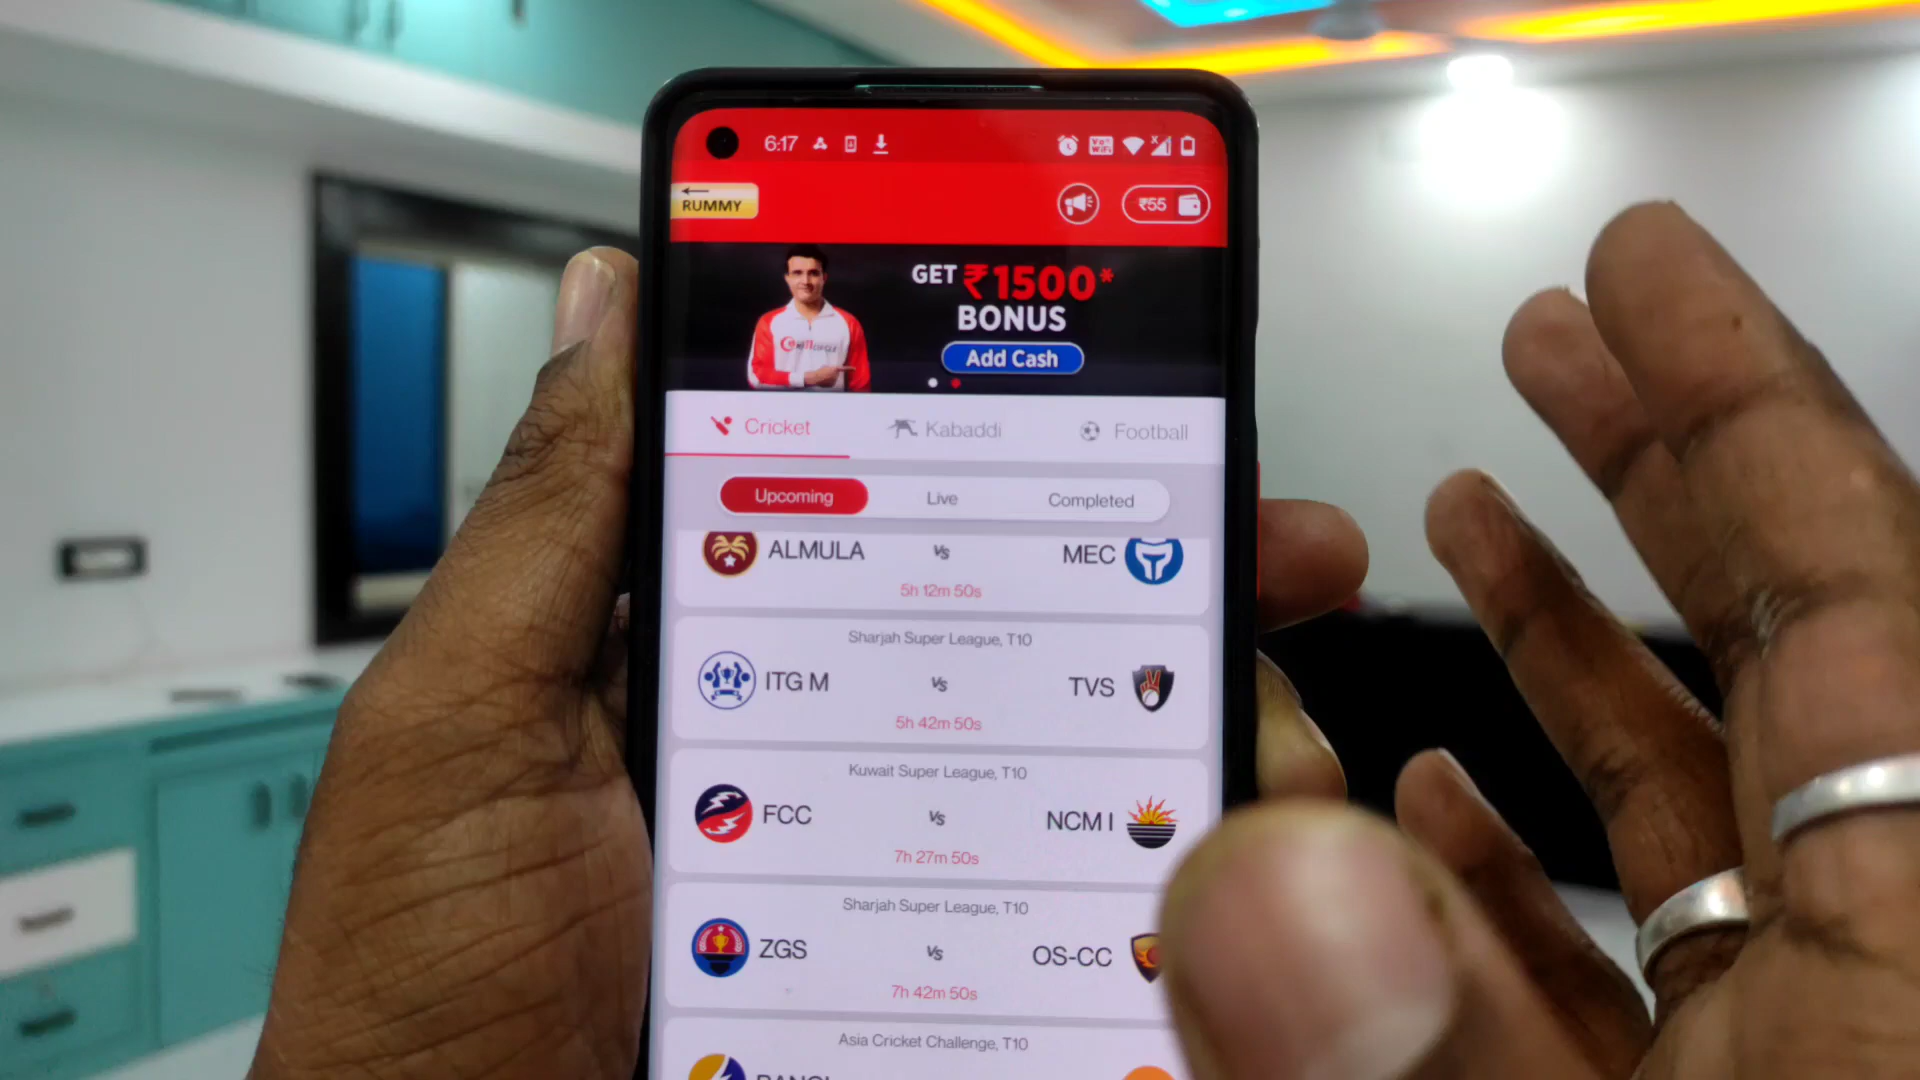 6:17
Vo WiFi
RUMMY
₹55
GET ₹1500*
BONUS
Add Cash
Cricket Kabaddi Football
Upcoming Live Completed
ALMULA VS MEC
5h 12m 50s
Sharjah Super League, T10
ITG M VS TVS
5h 42m 50s
Kuwait Super League, T10
FCC VS NCM I
7h 27m 50s
Sharjah Super League, T10
ZGS VS OS-CC
7h 42m 50s
Asia Cricket Challenge, T10